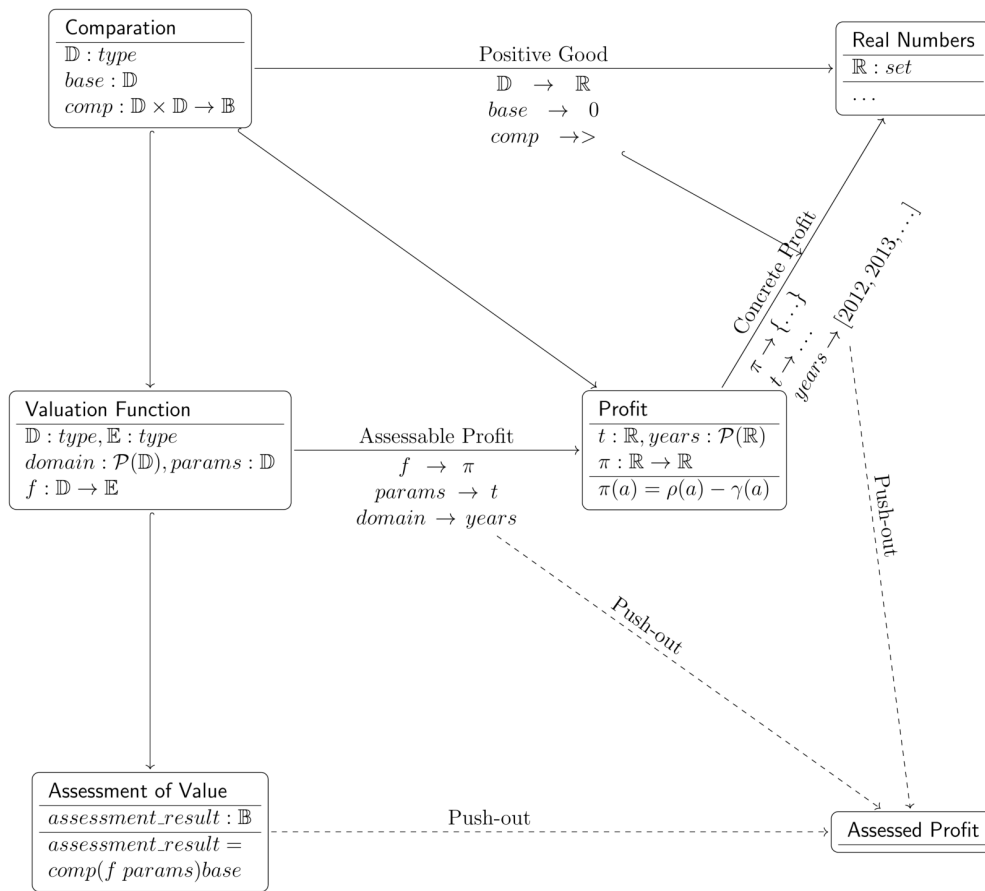 Comparation
𝔻 : type
base : 𝔻
comp : 𝔻 × 𝔻 → 𝔹
Positive Good
𝔻 → ℝ
base → 0
comp →>
Real Numbers
ℝ : set
...
Concrete Profit
π → {...}
t → ...
years → [2012, 2013, ...]
Valuation Function
𝔻 : type, 𝔼 : type
domain : 𝒫(𝔻), params : 𝔻
f : 𝔻 → 𝔼
Assessable Profit
f → π
params → t
domain → years
Profit
t : ℝ, years : 𝒫(ℝ)
π : ℝ → ℝ
π(a) = ρ(a) − γ(a)
Push-out
Push-out
Assessment of Value
assessment_result : 𝔹
assessment_result =
comp(f params)base
Push-out
Assessed Profit